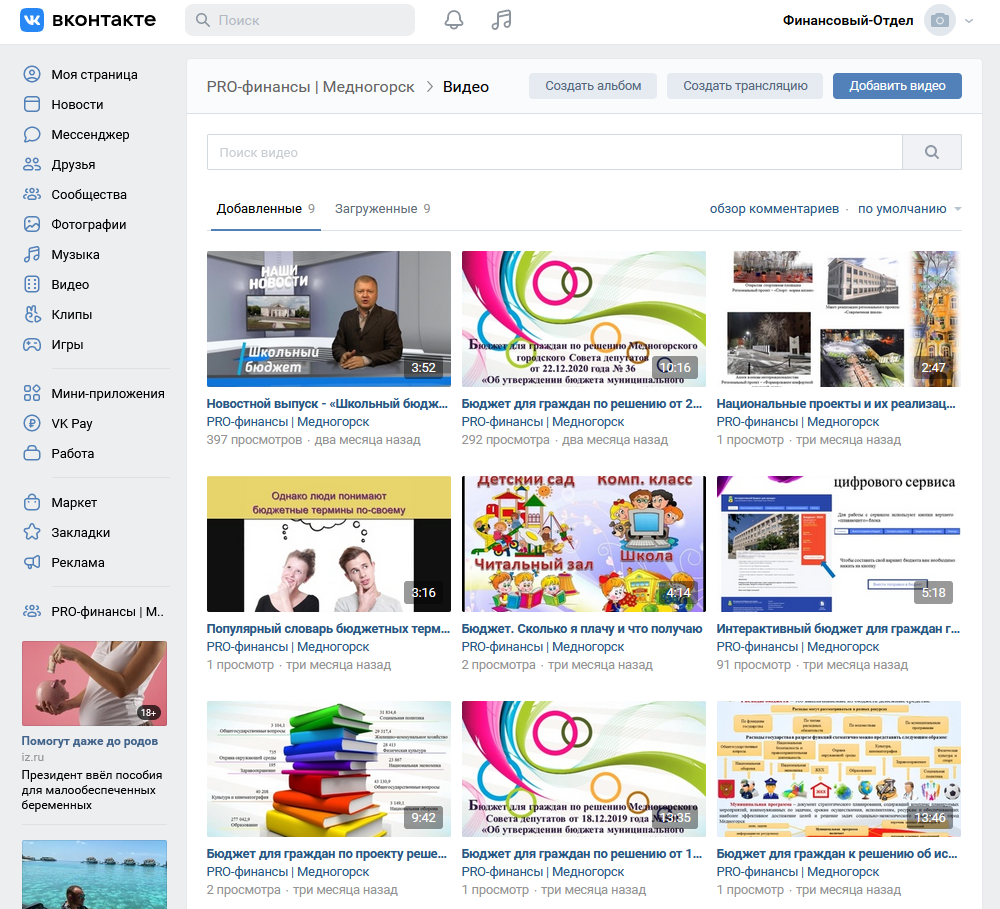 вконтакте
Поиск
Финансовый-Отдел
Моя страница
Новости
Мессенджер
Друзья
Сообщества
Фотографии
Музыка
Видео
Клипы
Игры
Мини-приложения
VK Pay
Работа
Маркет
Закладки
Реклама
PRO-финансы | М..
18+
Помогут даже до родов
iz.ru
Президент ввёл пособия
для малообеспеченных
беременных
PRO-финансы | Медногорск > Видео
Создать альбом
Создать трансляцию
Добавить видео
Поиск видео
Добавленные 9
Загруженные 9
обзор комментариев · по умолчанию
НАШИ
НОВОСТИ
Школьный
бюджет
3:52
Новостной выпуск - «Школьный бюдж...
PRO-финансы | Медногорск
397 просмотров · два месяца назад
Бюджет для граждан по решению Медногорского
городского Совета депутатов
от 22.12.2020 года № 36
«Об утверждении бюджета муниципального
10:16
Бюджет для граждан по решению от 2...
PRO-финансы | Медногорск
292 просмотра · два месяца назад
2:47
Национальные проекты и их реализац...
PRO-финансы | Медногорск
1 просмотр · три месяца назад
Однако люди понимают
бюджетные термины по-своему
3:16
Популярный словарь бюджетных терм...
PRO-финансы | Медногорск
1 просмотр · три месяца назад
Детский сад Комп. класс
Школа
Читальный зал
4:14
Бюджет. Сколько я плачу и что получаю
PRO-финансы | Медногорск
2 просмотра · три месяца назад
цифрового сервиса
5:18
Интерактивный бюджет для граждан г...
PRO-финансы | Медногорск
91 просмотр · три месяца назад
9:42
Бюджет для граждан по проекту реше...
PRO-финансы | Медногорск
2 просмотра · три месяца назад
Бюджет для граждан по решению Медногорского
Совета депутатов от 18.12.2019 года №
«Об утверждении бюджета муниципального
13:35
Бюджет для граждан по решению от 1...
PRO-финансы | Медногорск
1 просмотр · три месяца назад
13:46
Бюджет для граждан к решению об ис...
PRO-финансы | Медногорск
1 просмотр · три месяца назад